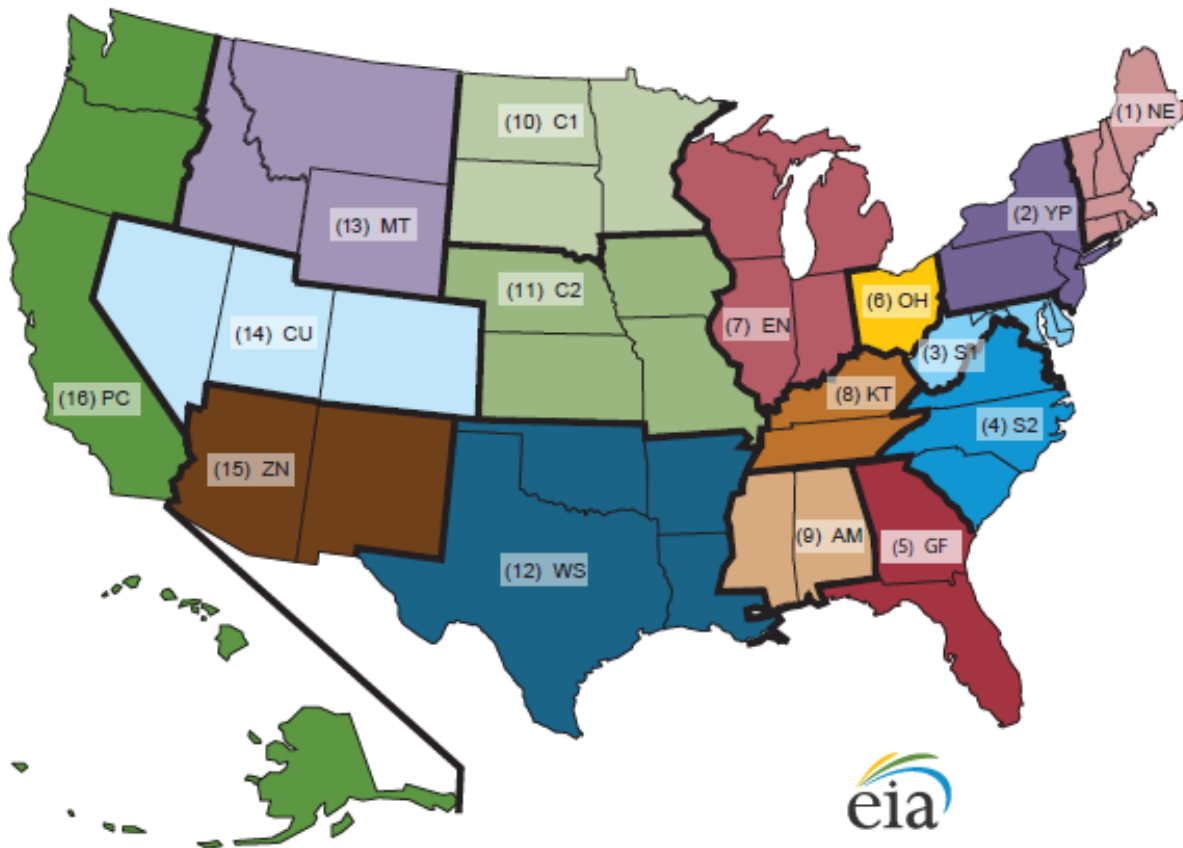 (1) NE
(10) C1
(2) YP
(13) MT
(11) C2
(6) OH
(7) EN
(14) CU
(3) S1
(16) PC
(8) KT
(4) S2
(15) ZN
(9) AM
(5) GF
(12) WS
eia